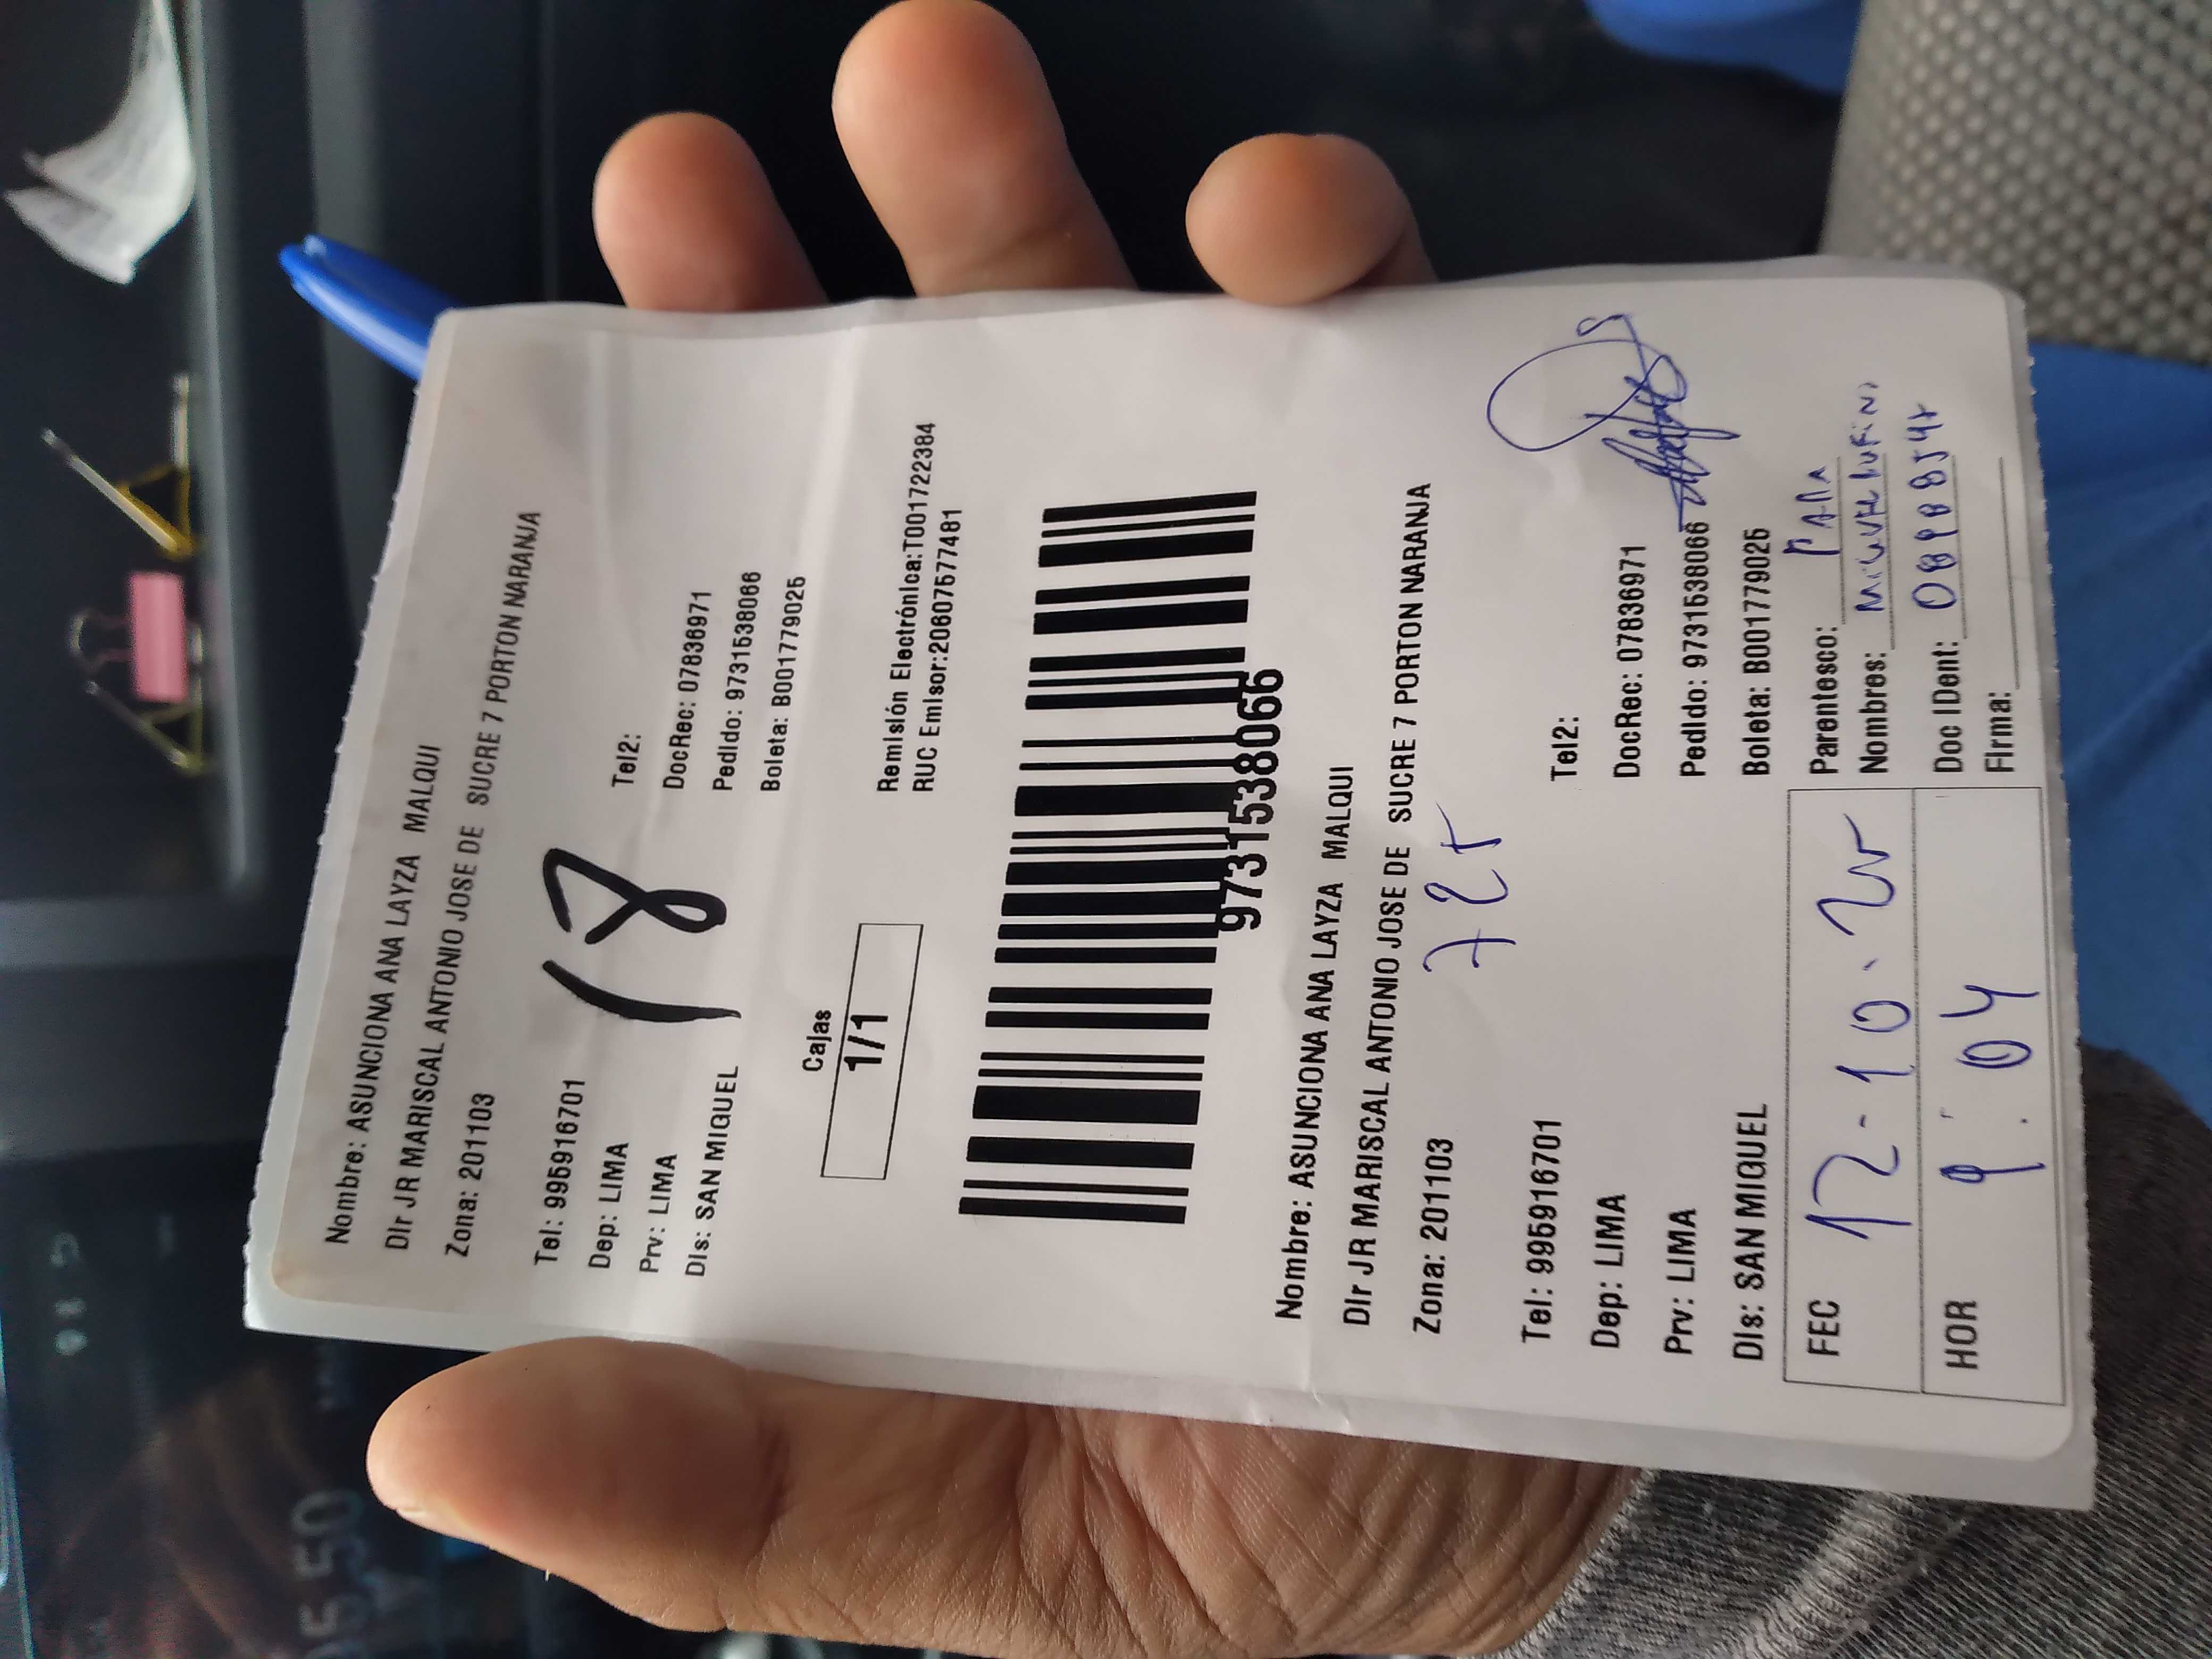 Nombre: ASUNCIONA ANA LAYZA MALQUI
Dir JR MARISCAL ANTONIO JOSE DE SUCRE 7 PORTON NARANJA
Zona: 201103
Tel: 995916701
Tel2:
Dep: LIMA
DocRec: 07836971
Prv: LIMA
Pedido: 9731538066
Dis: SAN MIGUEL
Boleta: B001779025
18
Cajas
1/1
Remisión Electrónica:T001722384
RUC Emisor:20607577481
9731538066
Nombre: ASUNCIONA ANA LAYZA MALQUI
Dir JR MARISCAL ANTONIO JOSE DE SUCRE 7 PORTON NARANJA
Zona: 201103
Tel: 995916701
Tel2:
Dep: LIMA
DocRec: 07836971
Prv: LIMA
Pedido: 9731538066
Dis: SAN MIGUEL
Boleta: B001779025
FEC 12-10.
Parentesco:
Nombres:
HOR 9:04
Doc IDent:
Firma: